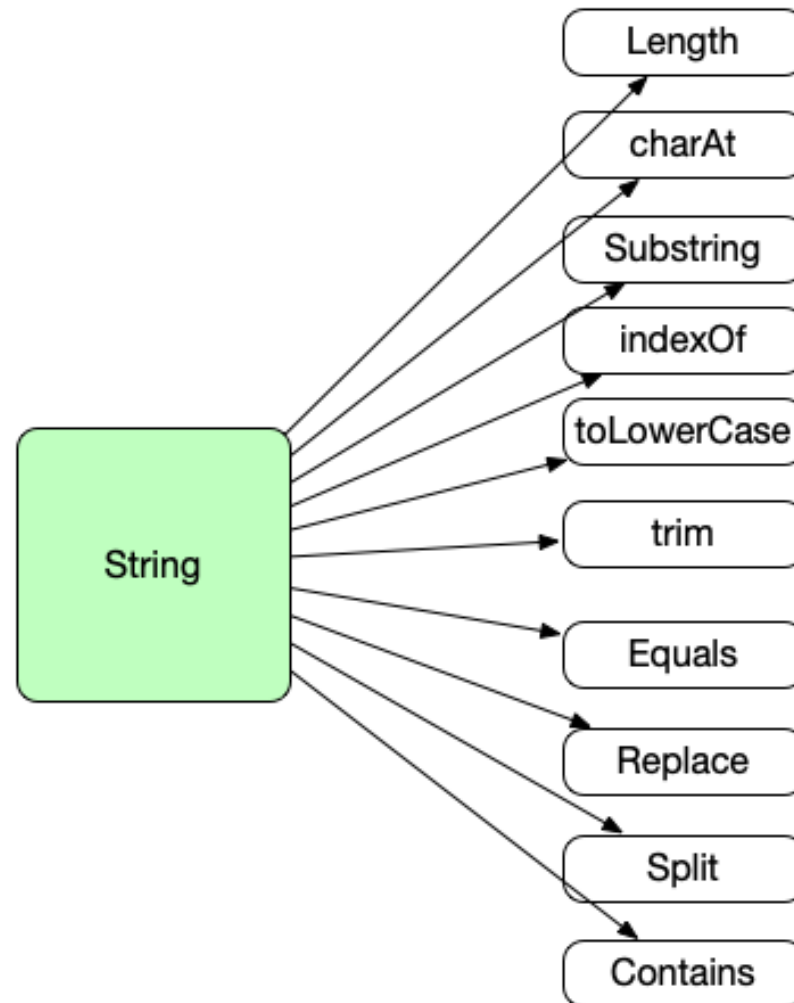 Length
charAt
Substring
indexOf
toLowerCase
String
trim
Equals
Replace
Split
Contains